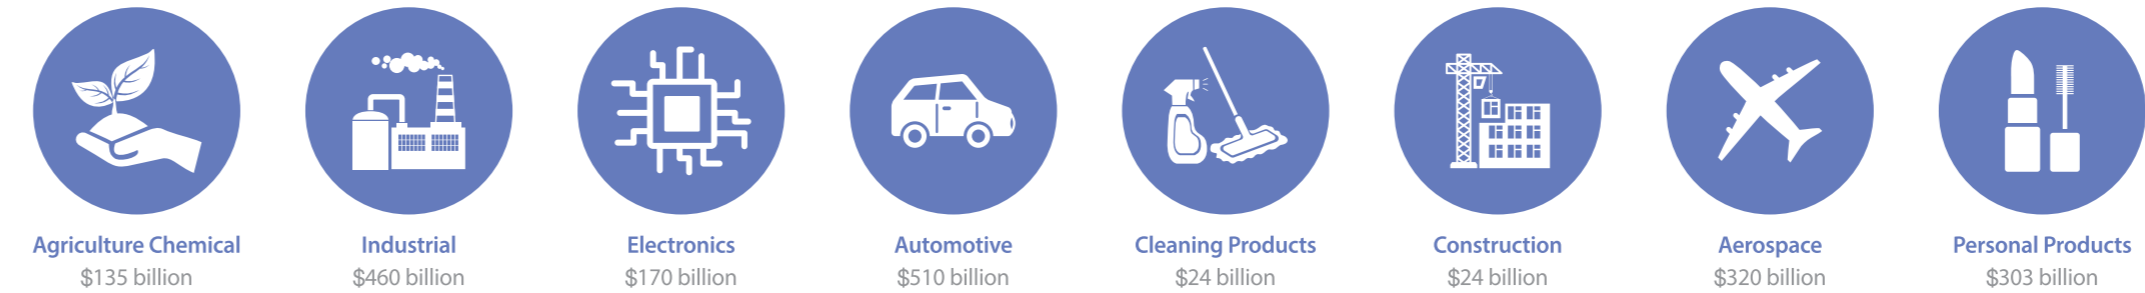 Agriculture Chemical
$135 billion
Industrial
$460 billion
Electronics
$170 billion
Automotive
$510 billion
Cleaning Products
$24 billion
Construction
$24 billion
Aerospace
$320 billion
Personal Products
$303 billion